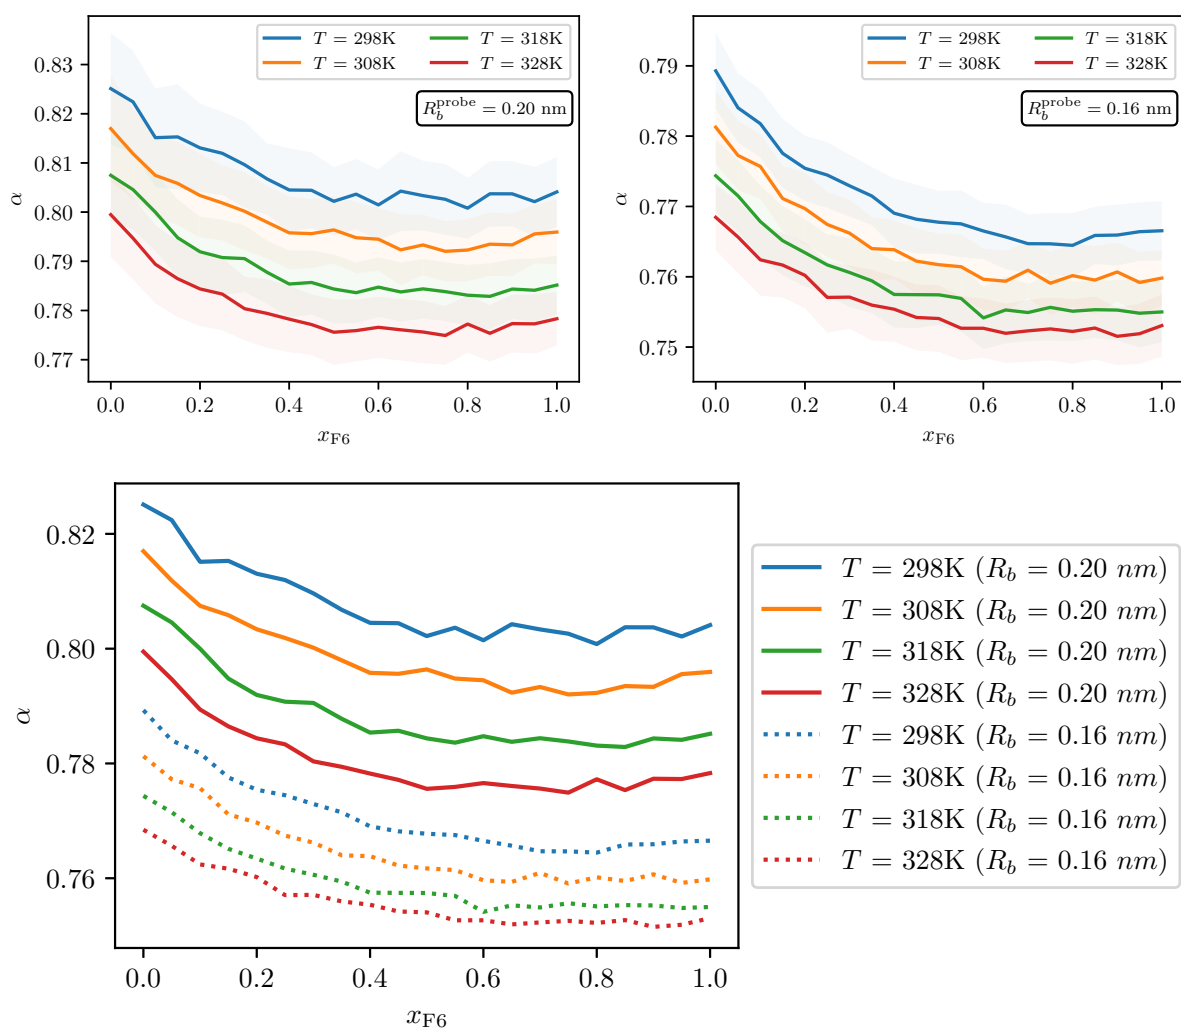 T = 298K T = 318K
T = 308K T = 328K
R_b^probe = 0.20 nm
0.83
0.82
0.81
0.80
0.79
0.78
0.77
α
0.0 0.2 0.4 0.6 0.8 1.0
x_F6
T = 298K T = 318K
T = 308K T = 328K
R_b^probe = 0.16 nm
0.79
0.78
0.77
0.76
0.75
α
0.0 0.2 0.4 0.6 0.8 1.0
x_F6
0.82
0.80
0.78
0.76
α
0.0 0.2 0.4 0.6 0.8 1.0
x_F6
T = 298K (R_b = 0.20 nm)
T = 308K (R_b = 0.20 nm)
T = 318K (R_b = 0.20 nm)
T = 328K (R_b = 0.20 nm)
T = 298K (R_b = 0.16 nm)
T = 308K (R_b = 0.16 nm)
T = 318K (R_b = 0.16 nm)
T = 328K (R_b = 0.16 nm)